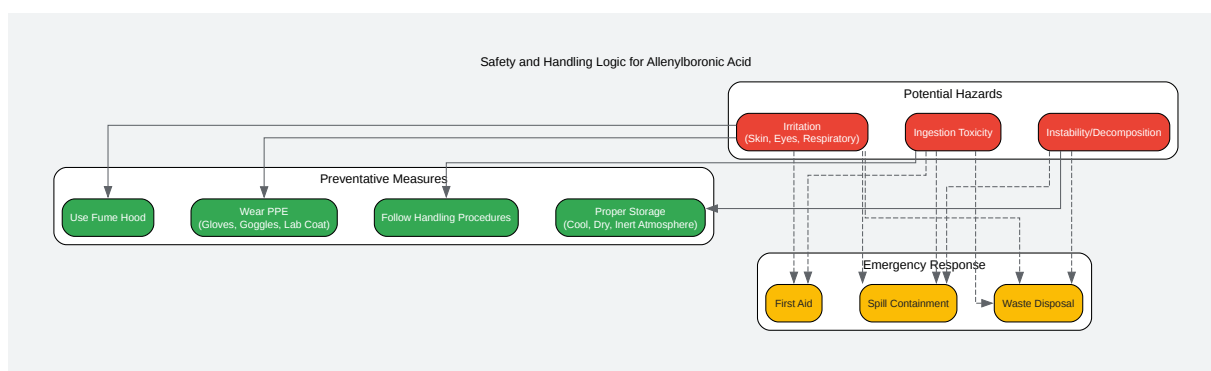 Safety and Handling Logic for Allenylboronic Acid
Potential Hazards
Irritation
(Skin, Eyes, Respiratory)
Ingestion Toxicity
Instability/Decomposition
Preventative Measures
Use Fume Hood
Wear PPE
(Gloves, Goggles, Lab Coat)
Follow Handling Procedures
Proper Storage
(Cool, Dry, Inert Atmosphere)
Emergency Response
First Aid
Spill Containment
Waste Disposal